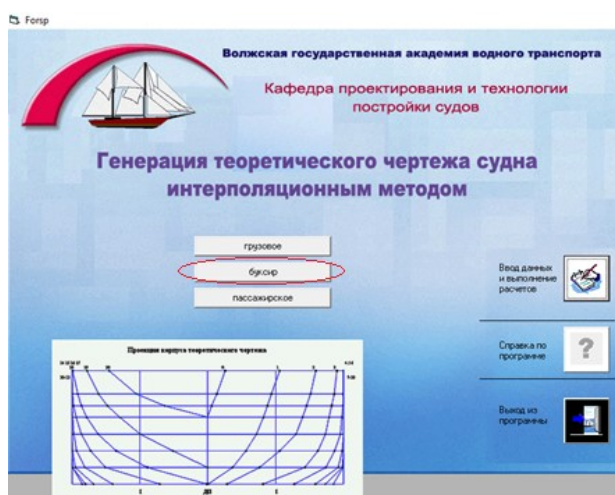 Forsp
Волжская государственная академия водного транспорта
Кафедра проектирования и технологии
постройки судов
Генерация теоретического чертежа судна
интерполяционным методом
грузовое
буксир
пассажирское
Ввод данных
и выполнение
расчетов
Справка по
программе
?
Выход из
программы
Проекция корпуса теоретического чертежа
ДП